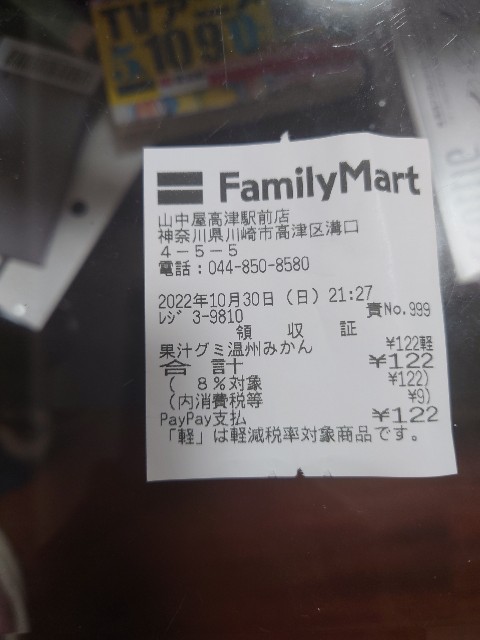 TVア
5 1090
FamilyMart
山中屋高津駅前店
神奈川県川崎市高津区溝口
4-5-5
電話:044-850-8580
2022年10月30日(日)21:27
レジ 3-9810 責No.999
領 収 証
果汁グミ温州みかん ¥122軽
合 計 ¥122
( 8%対象 ¥122)
(内消費税等 ¥9)
PayPay支払 ¥122
「軽」は軽減税率対象商品です。